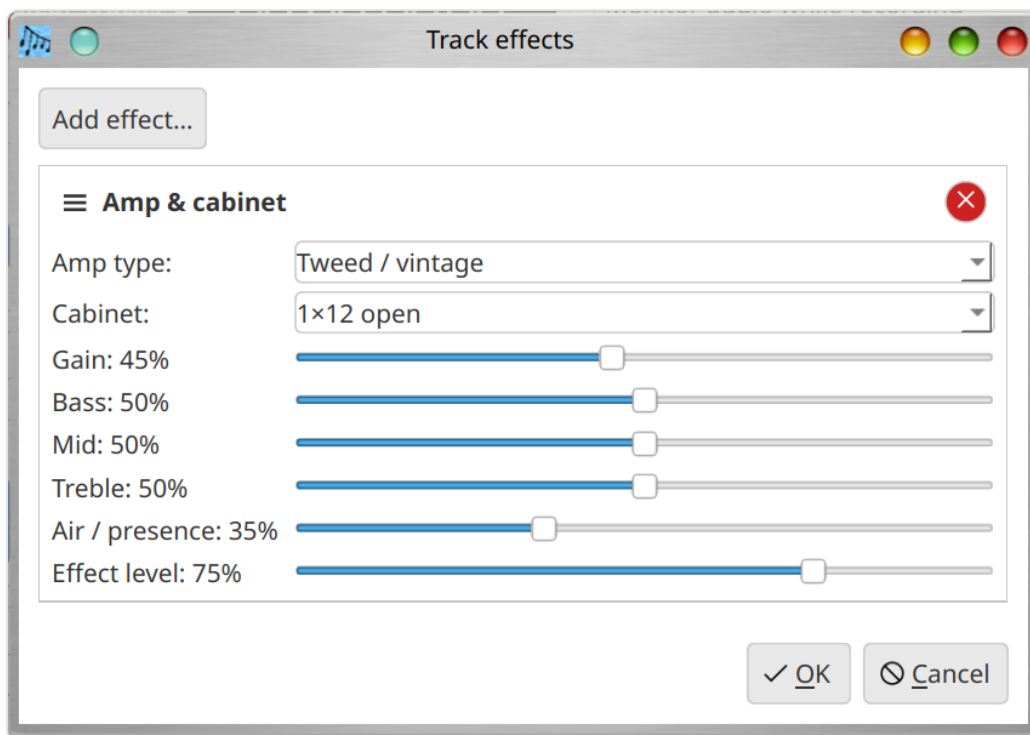 Track effects
Add effect...
Amp & cabinet
Amp type: Tweed / vintage
Cabinet: 1×12 open
Gain: 45%
Bass: 50%
Mid: 50%
Treble: 50%
Air / presence: 35%
Effect level: 75%
OK Cancel